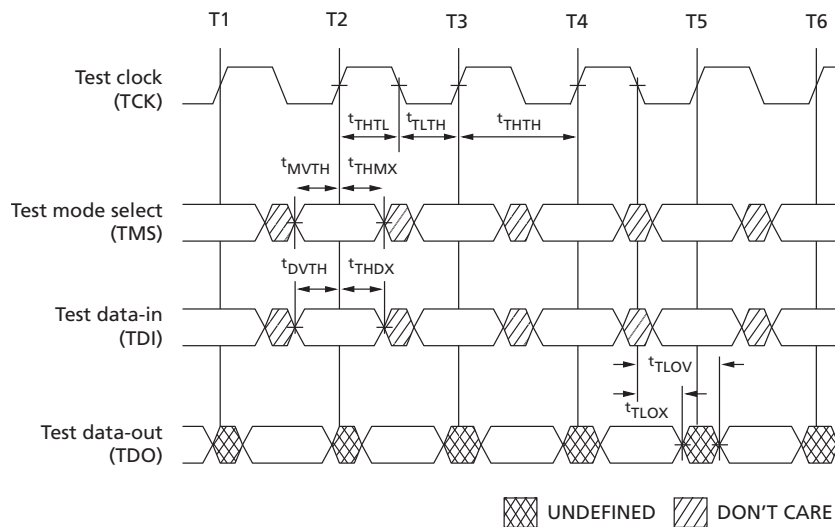 T1 T2 T3 T4 T5 T6
Test clock
(TCK)
tTHTL tTLTH tTHTH
tMVTH tTHMX
Test mode select
(TMS)
tDVTH tTHDX
Test data-in
(TDI)
tTLOV
tTLOX
Test data-out
(TDO)
UNDEFINED DON'T CARE